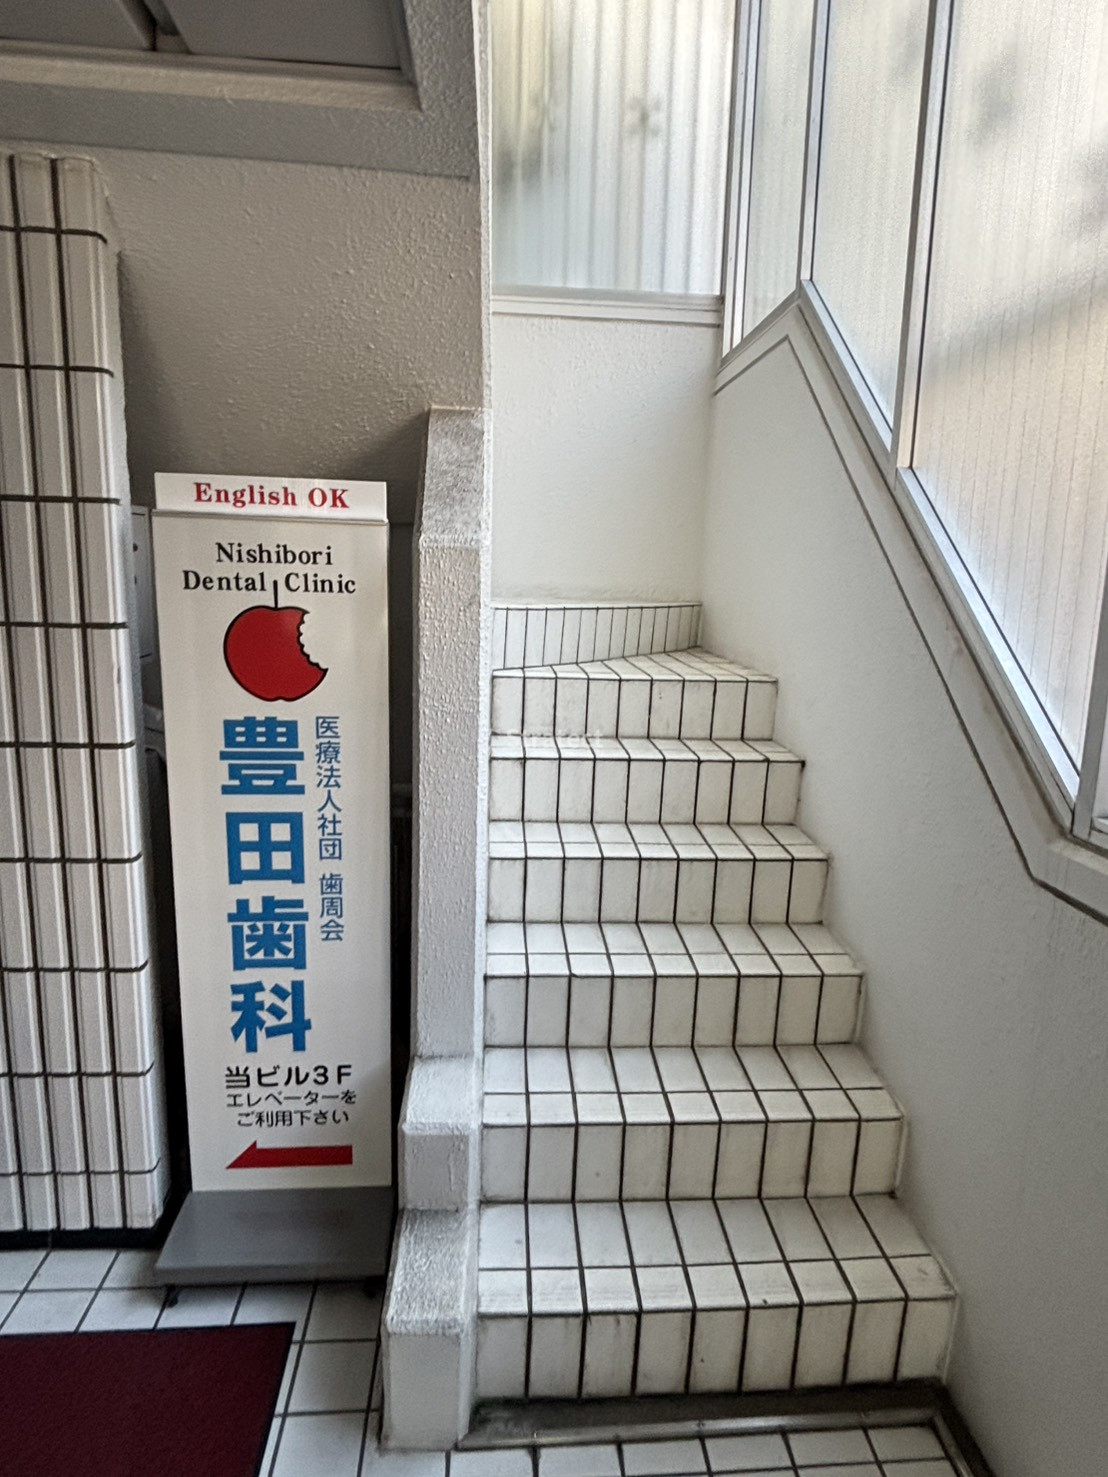 English OK
Nishibori
Dental Clinic
医療法人社団 歯周会
豊田歯科
当ビル3F
エレベーターを
ご利用下さい